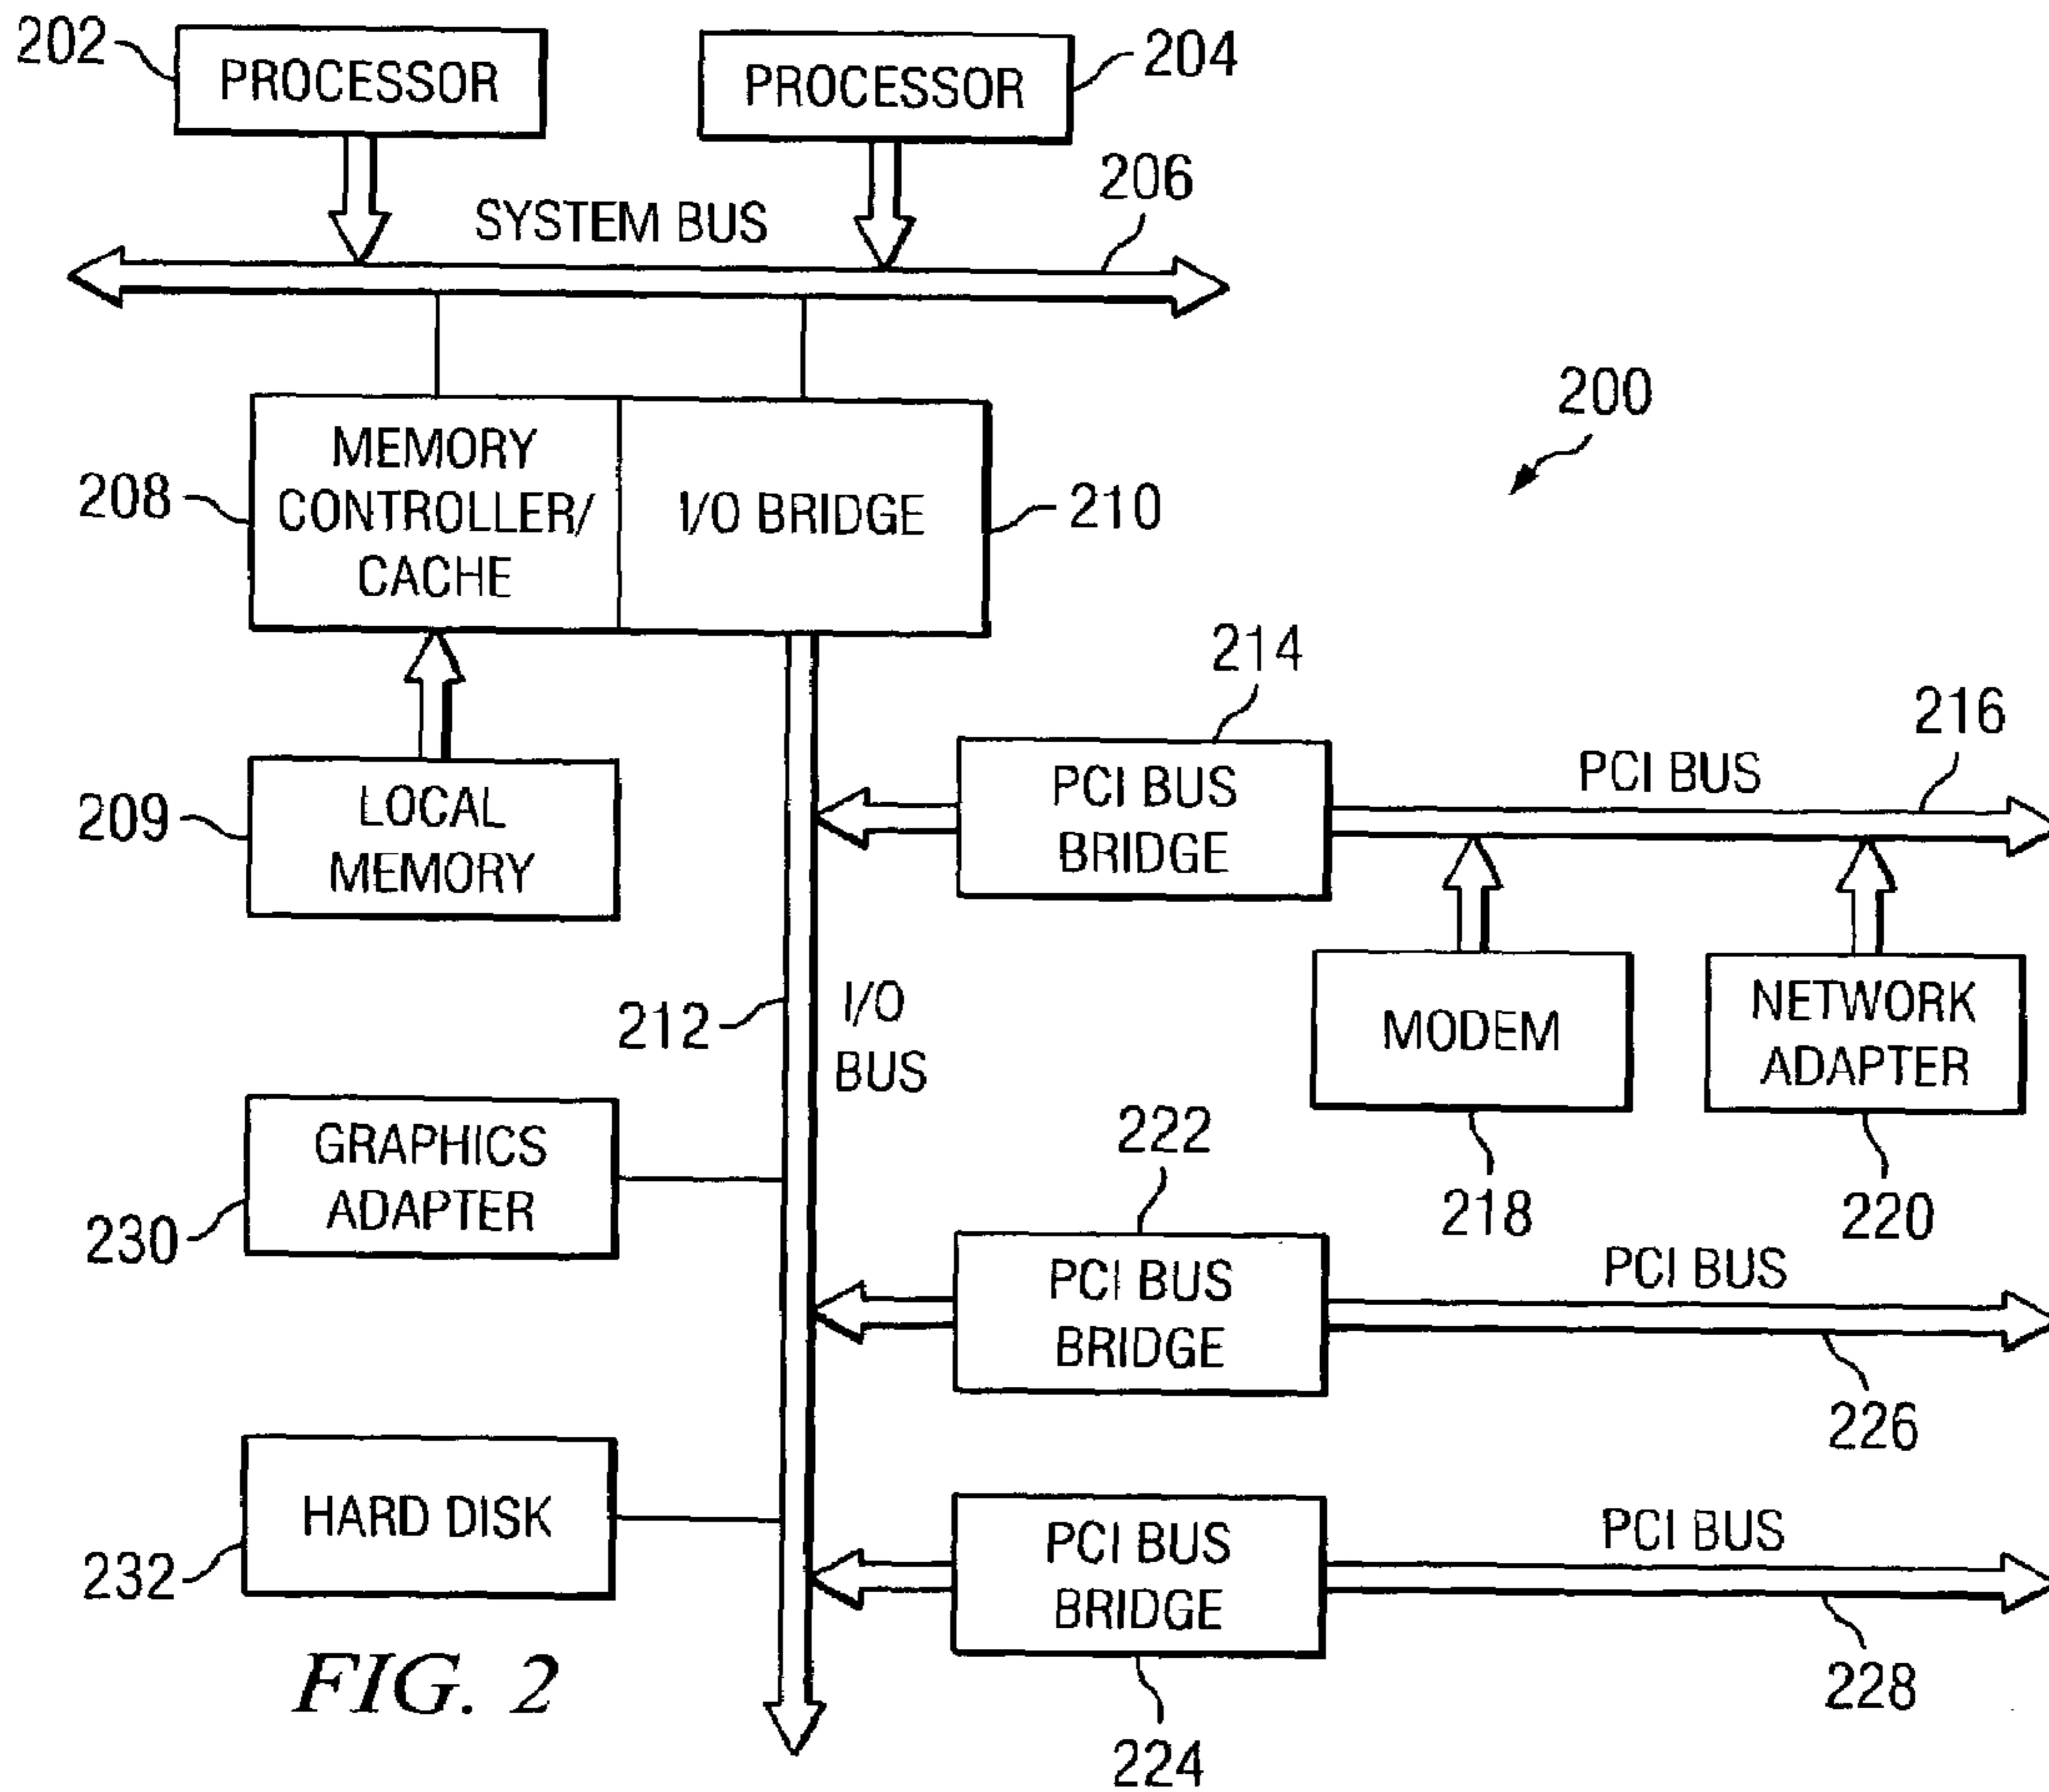 202
PROCESSOR
PROCESSOR
204
SYSTEM BUS
206
200
208
MEMORY
CONTROLLER/
CACHE
I/O BRIDGE
210
209
LOCAL
MEMORY
214
PCI BUS
BRIDGE
PCI BUS
216
212
I/O
BUS
MODEM
218
NETWORK
ADAPTER
220
GRAPHICS
ADAPTER
230
222
PCI BUS
BRIDGE
PCI BUS
226
HARD DISK
232
PCI BUS
BRIDGE
224
PCI BUS
228
FIG. 2